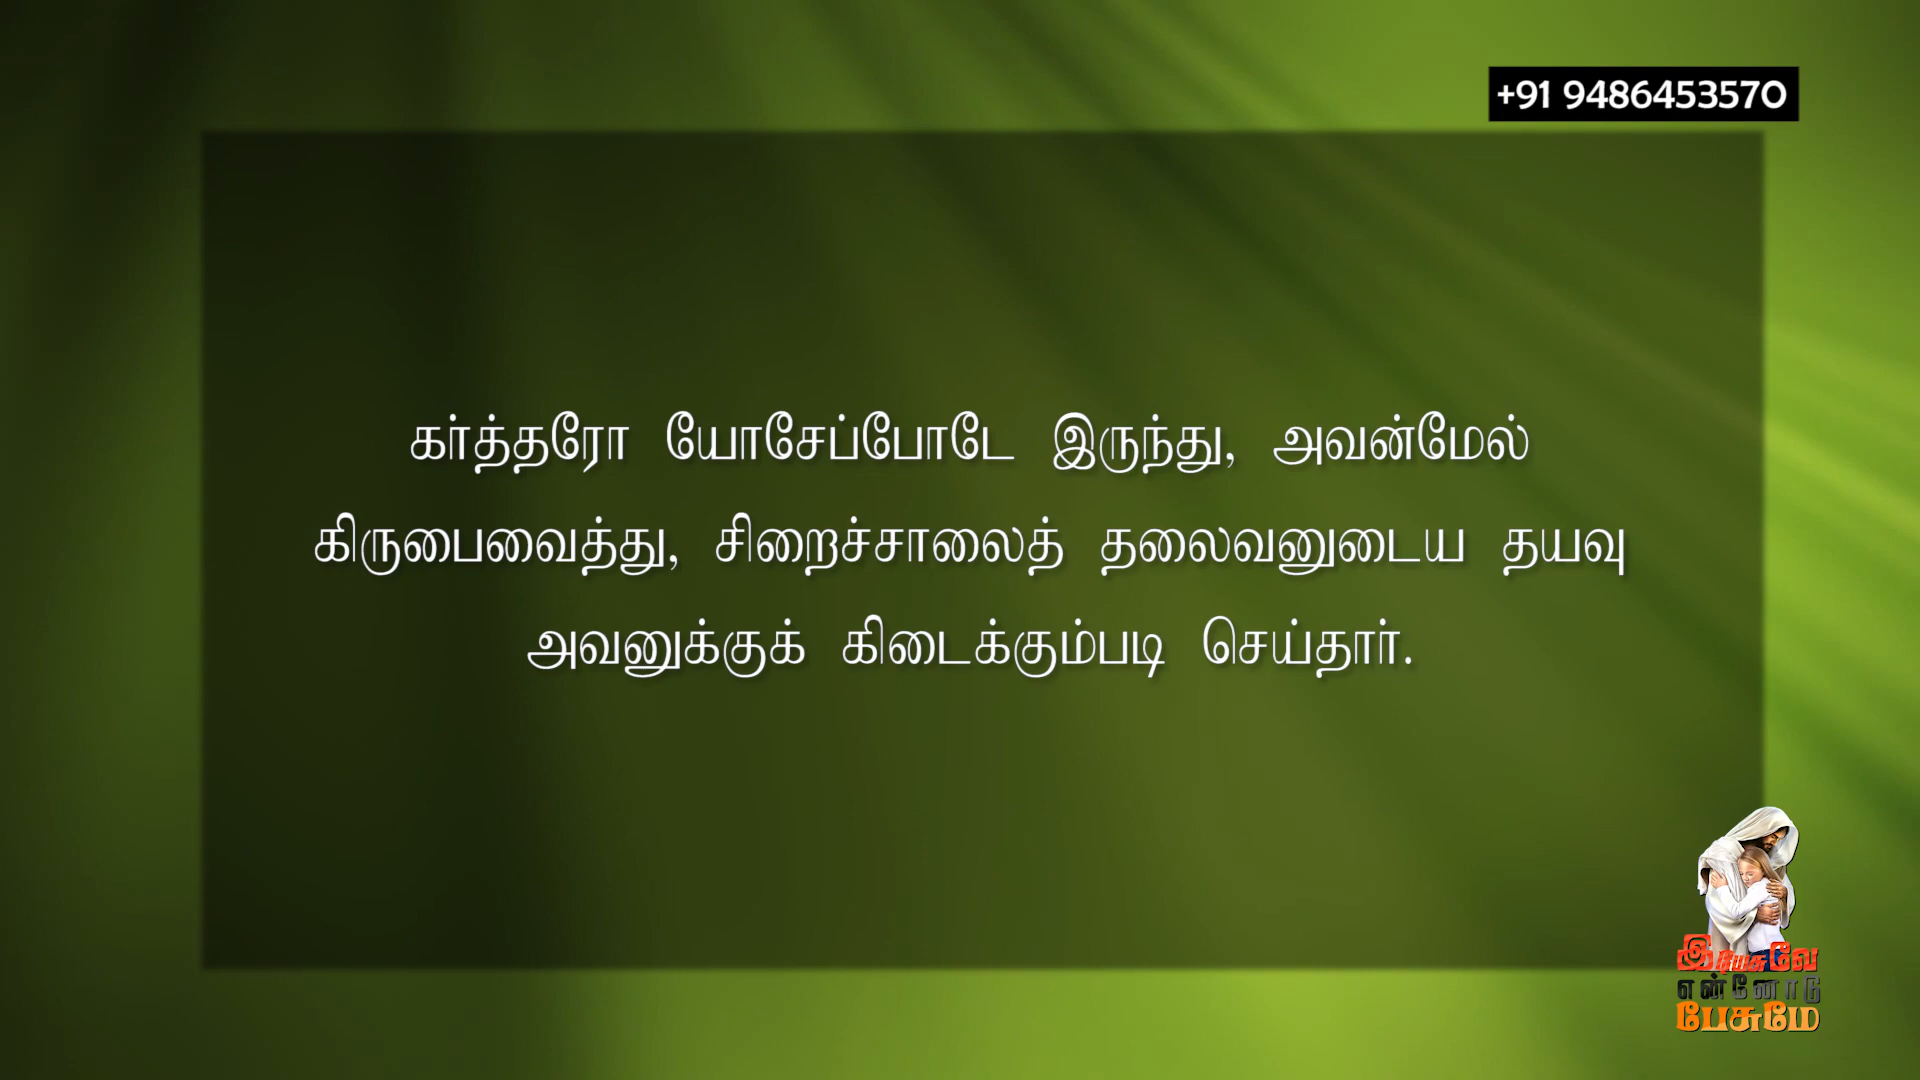 +91 9486453570
கர்த்தரோ யோசேப்போடே இருந்து, அவன்மேல்
கிருபைவைத்து, சிறைச்சாலைத் தலைவனுடைய தயவு
அவனுக்குக் கிடைக்கும்படி செய்தார்.
இயேசுவே
என்னோடு
பேசுமே